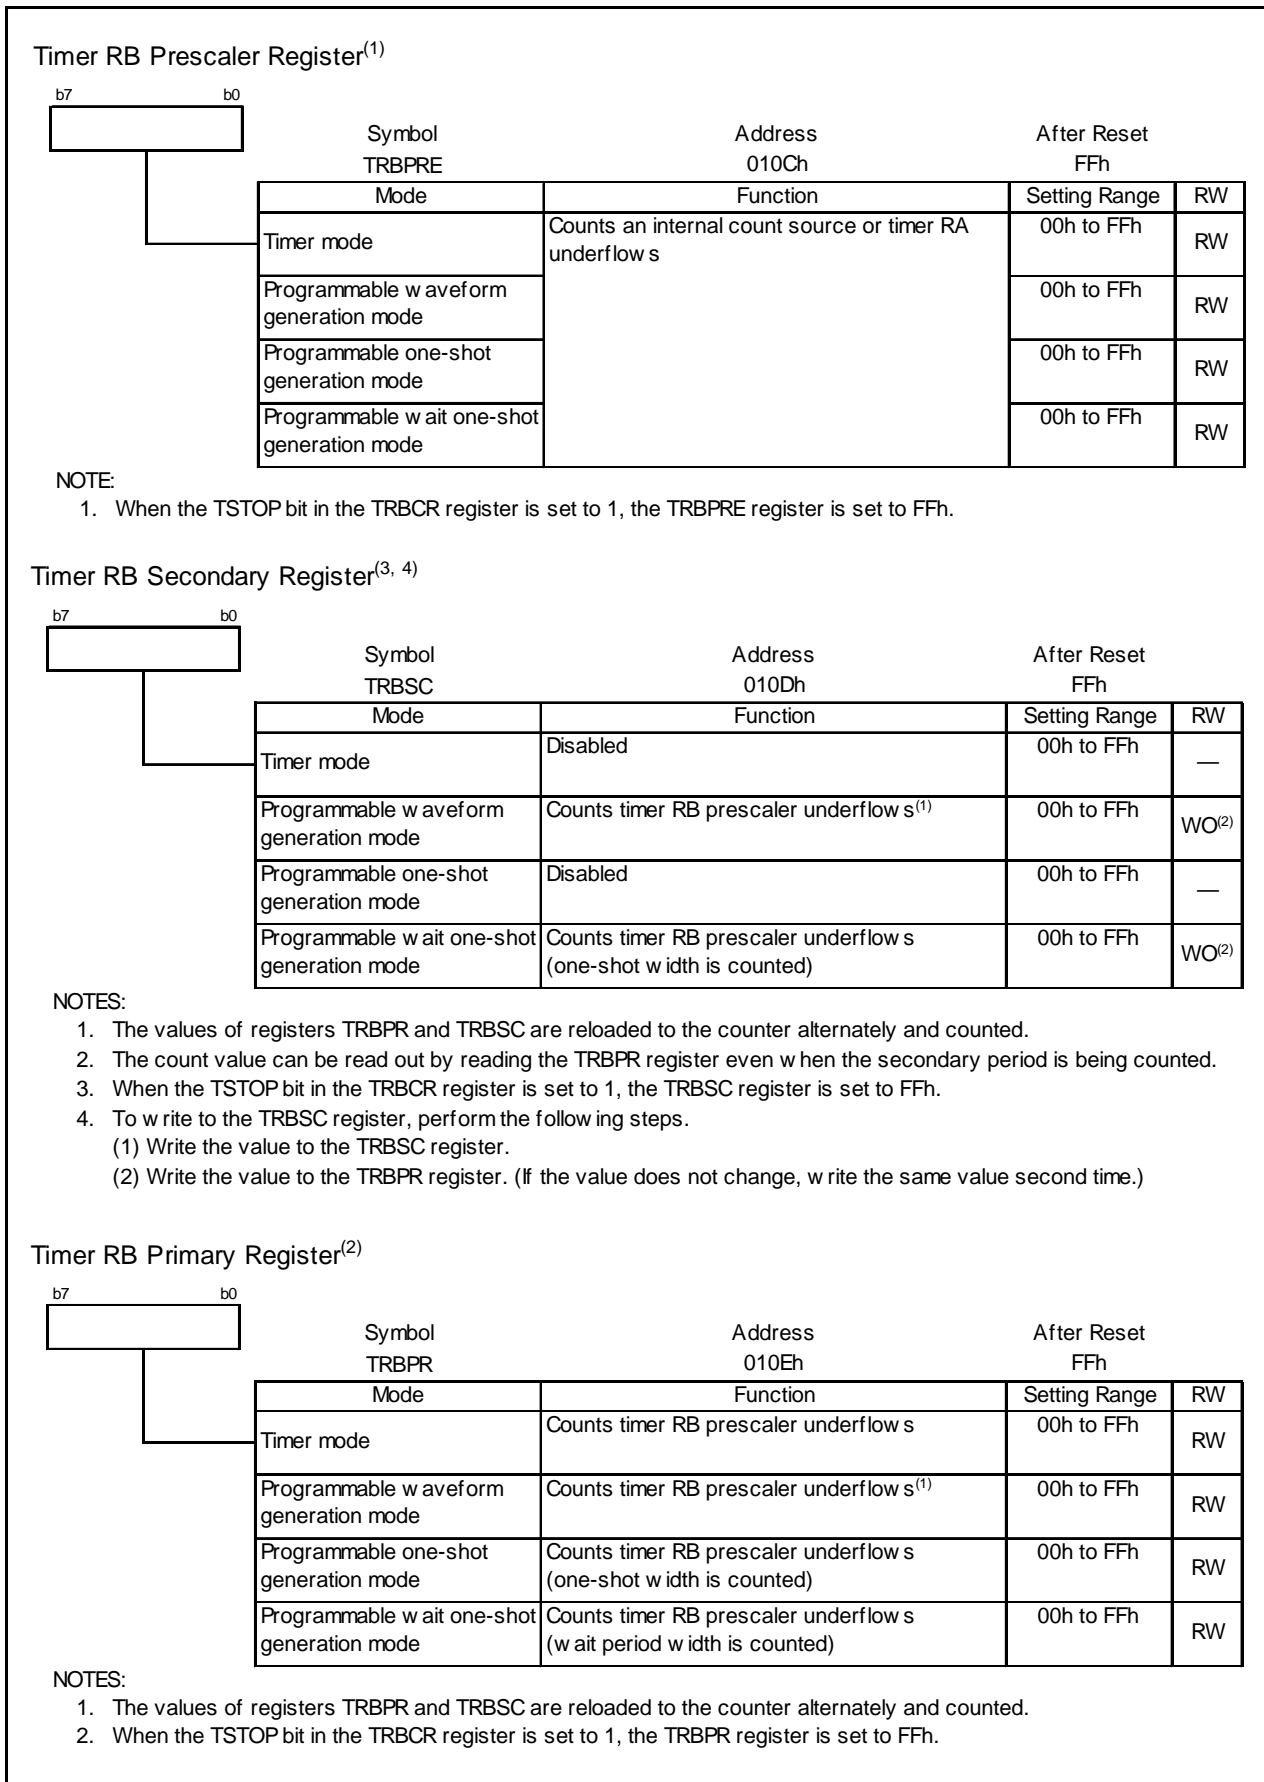 Timer RB Prescaler Register(1)
b7 b0
Symbol Address After Reset
TRBPRE 010Ch FFh
Mode Function Setting Range RW
Timer mode Counts an internal count source or timer RA underflows 00h to FFh RW
Programmable waveform generation mode 00h to FFh RW
Programmable one-shot generation mode 00h to FFh RW
Programmable wait one-shot generation mode 00h to FFh RW
NOTE:
1. When the TSTOP bit in the TRBCR register is set to 1, the TRBPRE register is set to FFh.
Timer RB Secondary Register(3, 4)
b7 b0
Symbol Address After Reset
TRBSC 010Dh FFh
Mode Function Setting Range RW
Timer mode Disabled 00h to FFh —
Programmable waveform generation mode Counts timer RB prescaler underflows(1) 00h to FFh WO(2)
Programmable one-shot generation mode Disabled 00h to FFh —
Programmable wait one-shot generation mode Counts timer RB prescaler underflows (one-shot width is counted) 00h to FFh WO(2)
NOTES:
1. The values of registers TRBPR and TRBSC are reloaded to the counter alternately and counted.
2. The count value can be read out by reading the TRBPR register even when the secondary period is being counted.
3. When the TSTOP bit in the TRBCR register is set to 1, the TRBSC register is set to FFh.
4. To write to the TRBSC register, perform the following steps.
(1) Write the value to the TRBSC register.
(2) Write the value to the TRBPR register. (If the value does not change, write the same value second time.)
Timer RB Primary Register(2)
b7 b0
Symbol Address After Reset
TRBPR 010Eh FFh
Mode Function Setting Range RW
Timer mode Counts timer RB prescaler underflows 00h to FFh RW
Programmable waveform generation mode Counts timer RB prescaler underflows(1) 00h to FFh RW
Programmable one-shot generation mode Counts timer RB prescaler underflows (one-shot width is counted) 00h to FFh RW
Programmable wait one-shot generation mode Counts timer RB prescaler underflows (wait period width is counted) 00h to FFh RW
NOTES:
1. The values of registers TRBPR and TRBSC are reloaded to the counter alternately and counted.
2. When the TSTOP bit in the TRBCR register is set to 1, the TRBPR register is set to FFh.